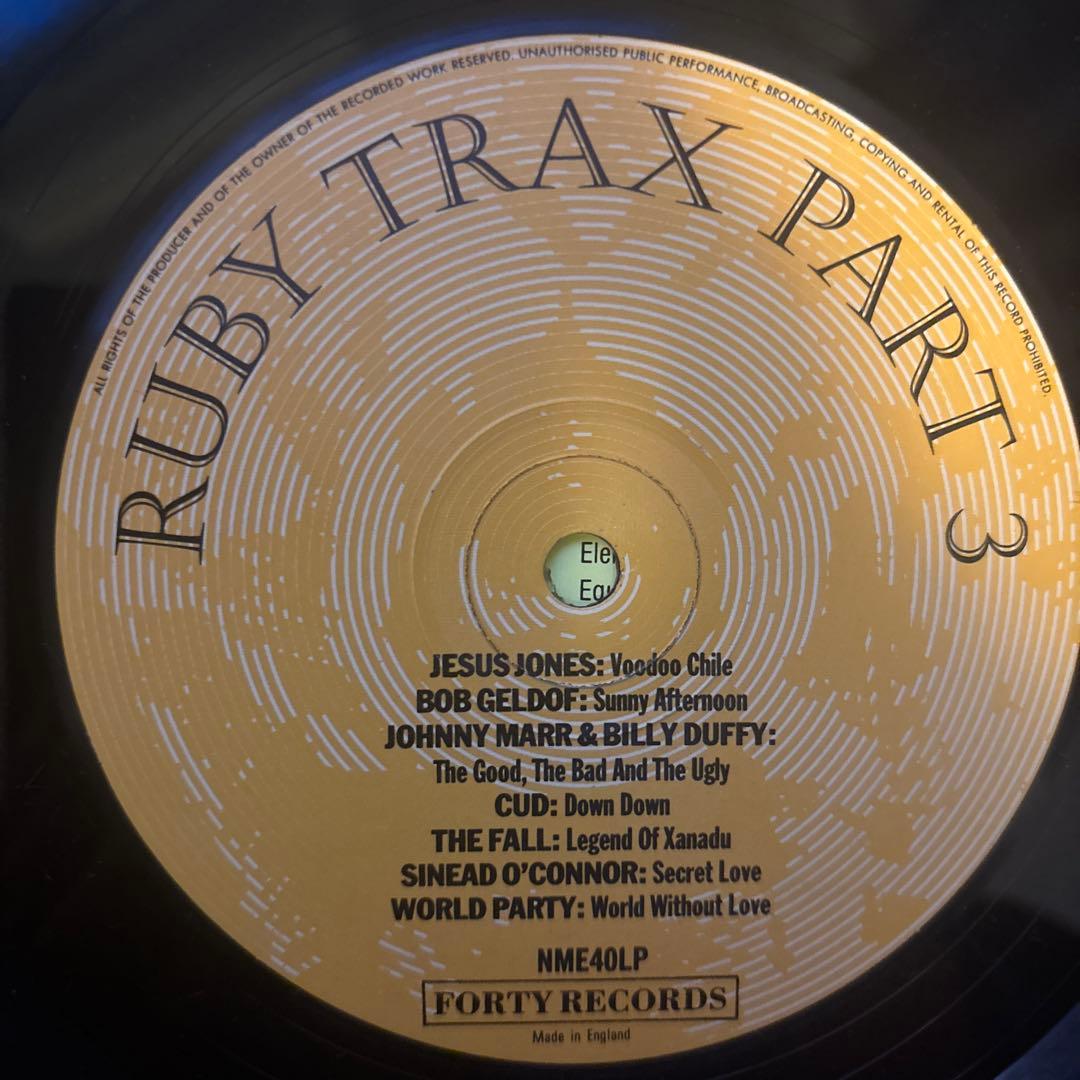 ALL RIGHTS OF THE PRODUCER AND OF THE OWNER OF THE RECORDED WORK RESERVED. UNAUTHORISED PUBLIC PERFORMANCE, BROADCASTING, COPYING AND RENTAL OF THIS RECORD PROHIBITED.
RUBY TRAX PART 3
JESUS JONES: Voodoo Chile
BOB GELDOF: Sunny Afternoon
JOHNNY MARR & BILLY DUFFY:
The Good, The Bad And The Ugly
CUD: Down Down
THE FALL: Legend Of Xanadu
SINEAD O'CONNOR: Secret Love
WORLD PARTY: World Without Love
NME40LP
FORTY RECORDS
Made in England